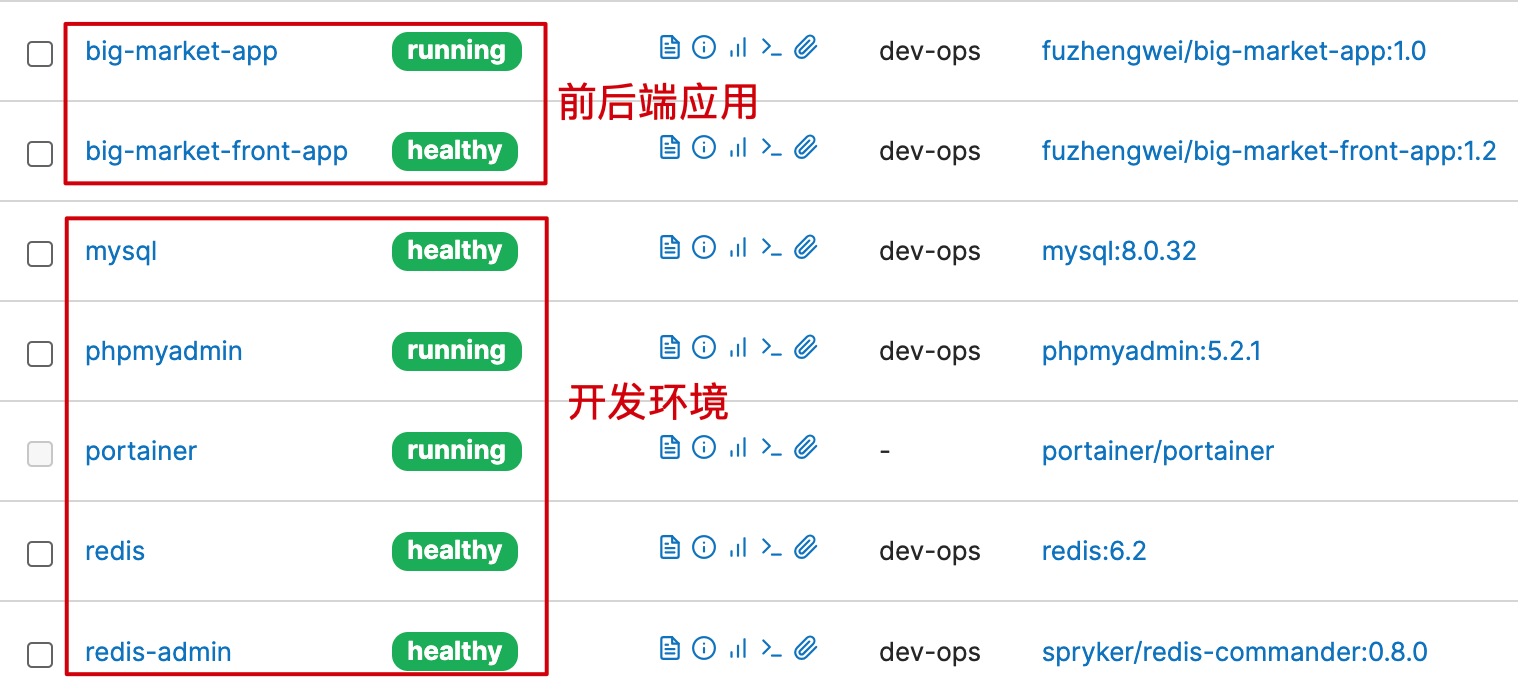 big-market-app running dev-ops fuzhengwei/big-market-app:1.0
前后端应用
big-market-front-app healthy dev-ops fuzhengwei/big-market-front-app:1.2
mysql healthy dev-ops mysql:8.0.32
phpmyadmin running dev-ops phpmyadmin:5.2.1
开发环境
portainer running - portainer/portainer
redis healthy dev-ops redis:6.2
redis-admin healthy dev-ops spryker/redis-commander:0.8.0